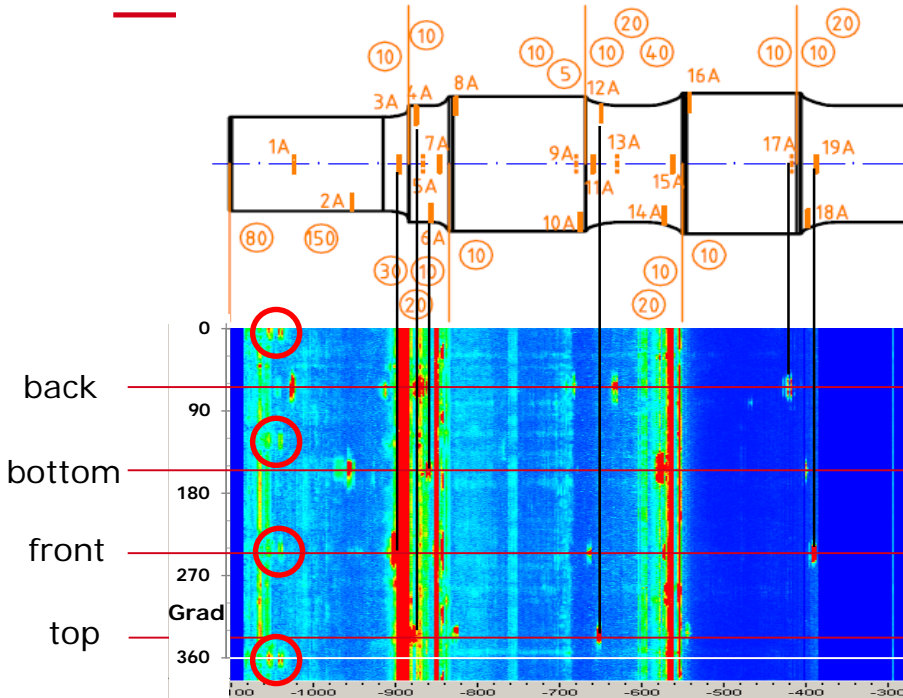 20 20
10 10 10 10 40 10 10
5
3A 4A 8A 12A 16A
1A 7A 9A 13A 17A 19A
2A 5A 11A 15A
6A 10A 14A 18A
80 150 10 10
30 10 10
20 20
0
back
90
bottom
180
front
270
Grad
top
360
-1000 -900 -800 -700 -600 -500 -400